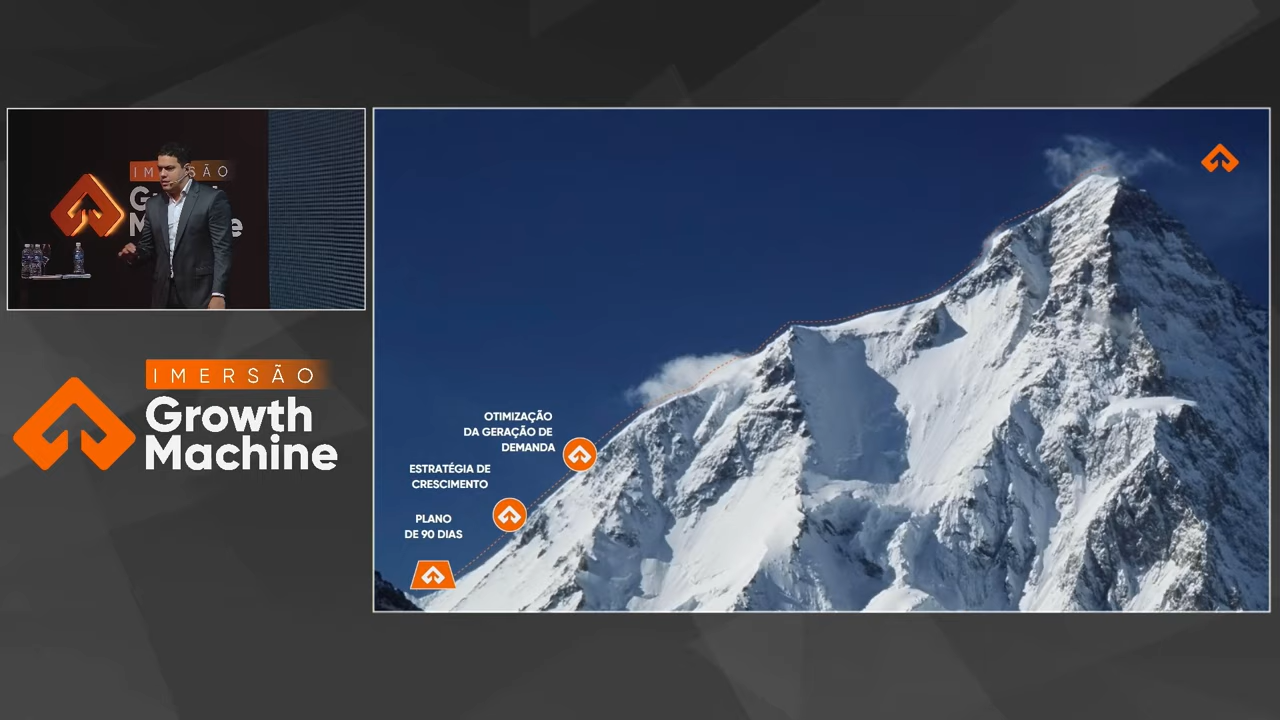 IMERSÃO
Growth
Machine
OTIMIZAÇÃO
DA GERAÇÃO DE
DEMANDA
ESTRATÉGIA DE
CRESCIMENTO
PLANO
DE 90 DIAS